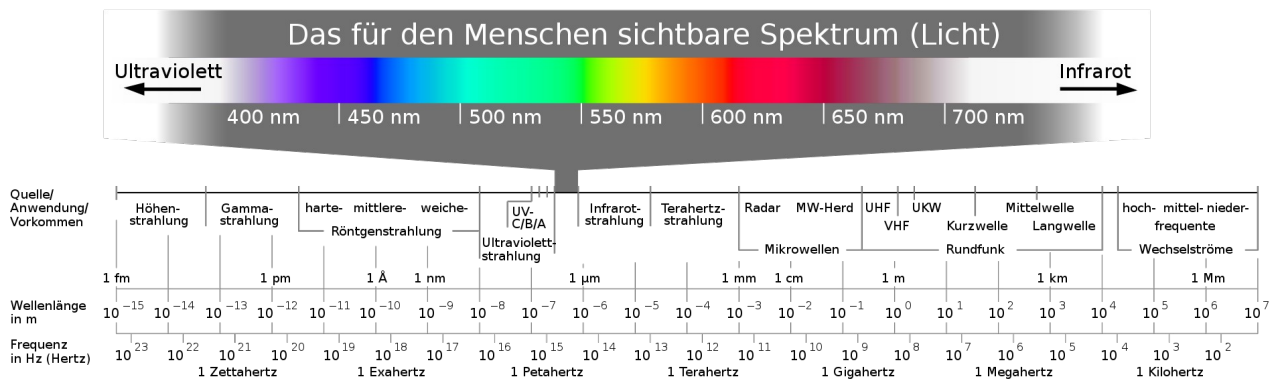 Das für den Menschen sichtbare Spektrum (Licht)
Ultraviolett
Infrarot
400 nm 450 nm 500 nm 550 nm 600 nm 650 nm 700 nm
Quelle/
Anwendung/
Vorkommen
Höhen-
strahlung
Gamma-
strahlung
harte- mittlere- weiche-
Röntgenstrahlung
UV-
C/B/A
Ultraviolett-
strahlung
Infrarot-
strahlung
Terahertz-
strahlung
Radar MW-Herd
Mikrowellen
UHF UKW Mittelwelle
VHF Kurzwelle Langwelle
Rundfunk
hoch- mittel- nieder-
frequente
Wechselströme
1 fm 1 pm 1 Å 1 nm 1 µm 1 mm 1 cm 1 m 1 km 1 Mm
Wellenlänge
in m
10⁻¹⁵ 10⁻¹⁴ 10⁻¹³ 10⁻¹² 10⁻¹¹ 10⁻¹⁰ 10⁻⁹ 10⁻⁸ 10⁻⁷ 10⁻⁶ 10⁻⁵ 10⁻⁴ 10⁻³ 10⁻² 10⁻¹ 10⁰ 10¹ 10² 10³ 10⁴ 10⁵ 10⁶ 10⁷
Frequenz
in Hz (Hertz)
10²³ 10²² 10²¹ 10²⁰ 10¹⁹ 10¹⁸ 10¹⁷ 10¹⁶ 10¹⁵ 10¹⁴ 10¹³ 10¹² 10¹¹ 10¹⁰ 10⁹ 10⁸ 10⁷ 10⁶ 10⁵ 10⁴ 10³ 10²
1 Zettahertz 1 Exahertz 1 Petahertz 1 Terahertz 1 Gigahertz 1 Megahertz 1 Kilohertz